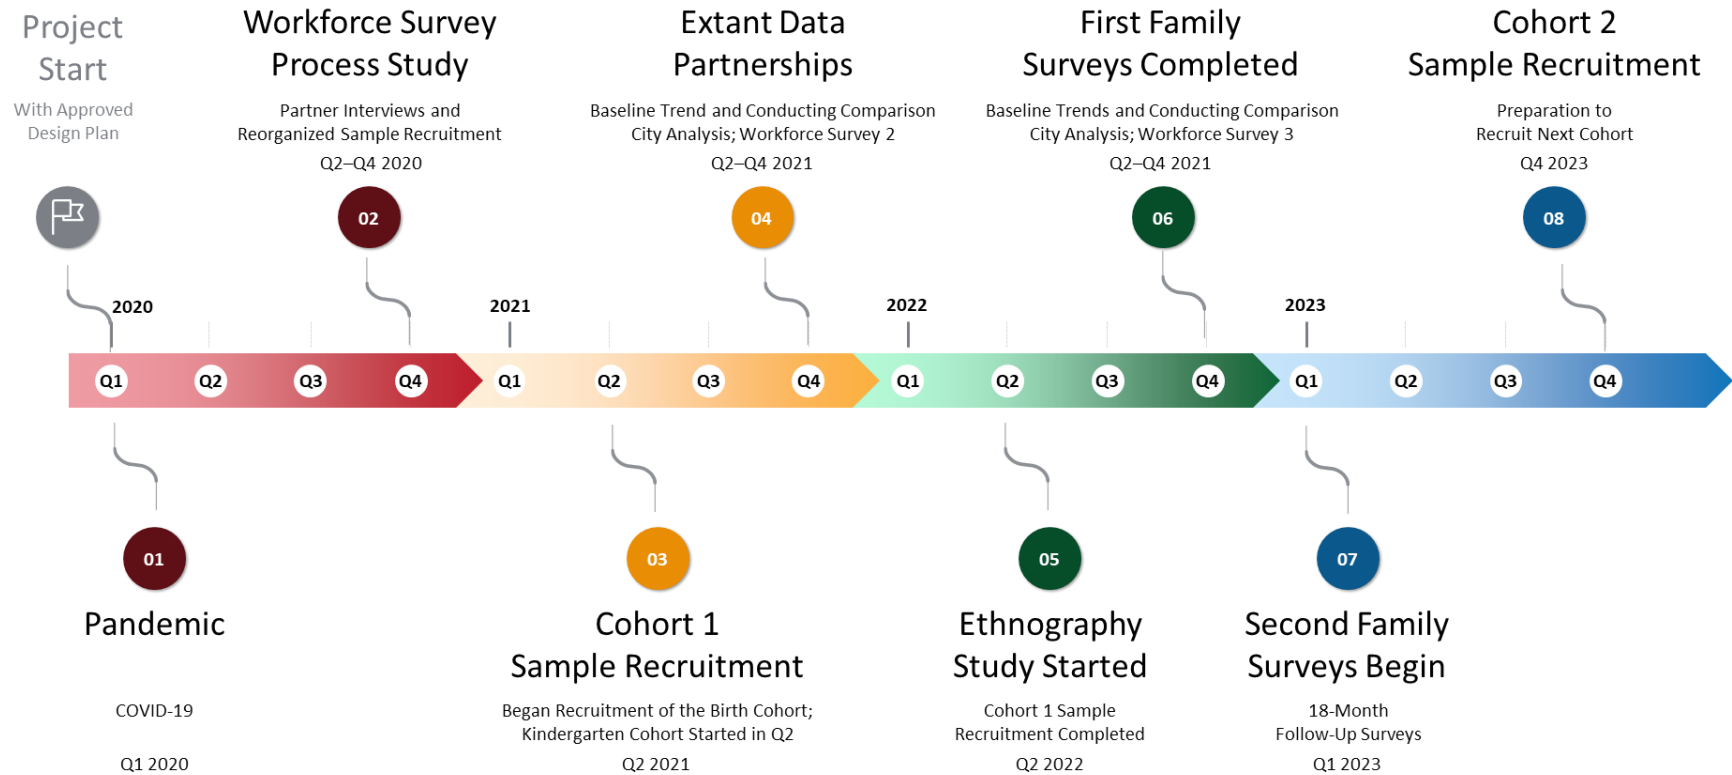 Project
Start
With Approved
Design Plan
Workforce Survey
Process Study
Partner Interviews and
Reorganized Sample Recruitment
Q2–Q4 2020
02
Extant Data
Partnerships
Baseline Trend and Conducting Comparison
City Analysis; Workforce Survey 2
Q2–Q4 2021
04
First Family
Surveys Completed
Baseline Trends and Conducting Comparison
City Analysis; Workforce Survey 3
Q2–Q4 2021
06
Cohort 2
Sample Recruitment
Preparation to
Recruit Next Cohort
Q4 2023
08
2020
2021
2022
2023
Q1 Q2 Q3 Q4 Q1 Q2 Q3 Q4 Q1 Q2 Q3 Q4 Q1 Q2 Q3 Q4
01
Pandemic
COVID-19
Q1 2020
03
Cohort 1
Sample Recruitment
Began Recruitment of the Birth Cohort;
Kindergarten Cohort Started in Q2
Q2 2021
05
Ethnography
Study Started
Cohort 1 Sample
Recruitment Completed
Q2 2022
07
Second Family
Surveys Begin
18-Month
Follow-Up Surveys
Q1 2023